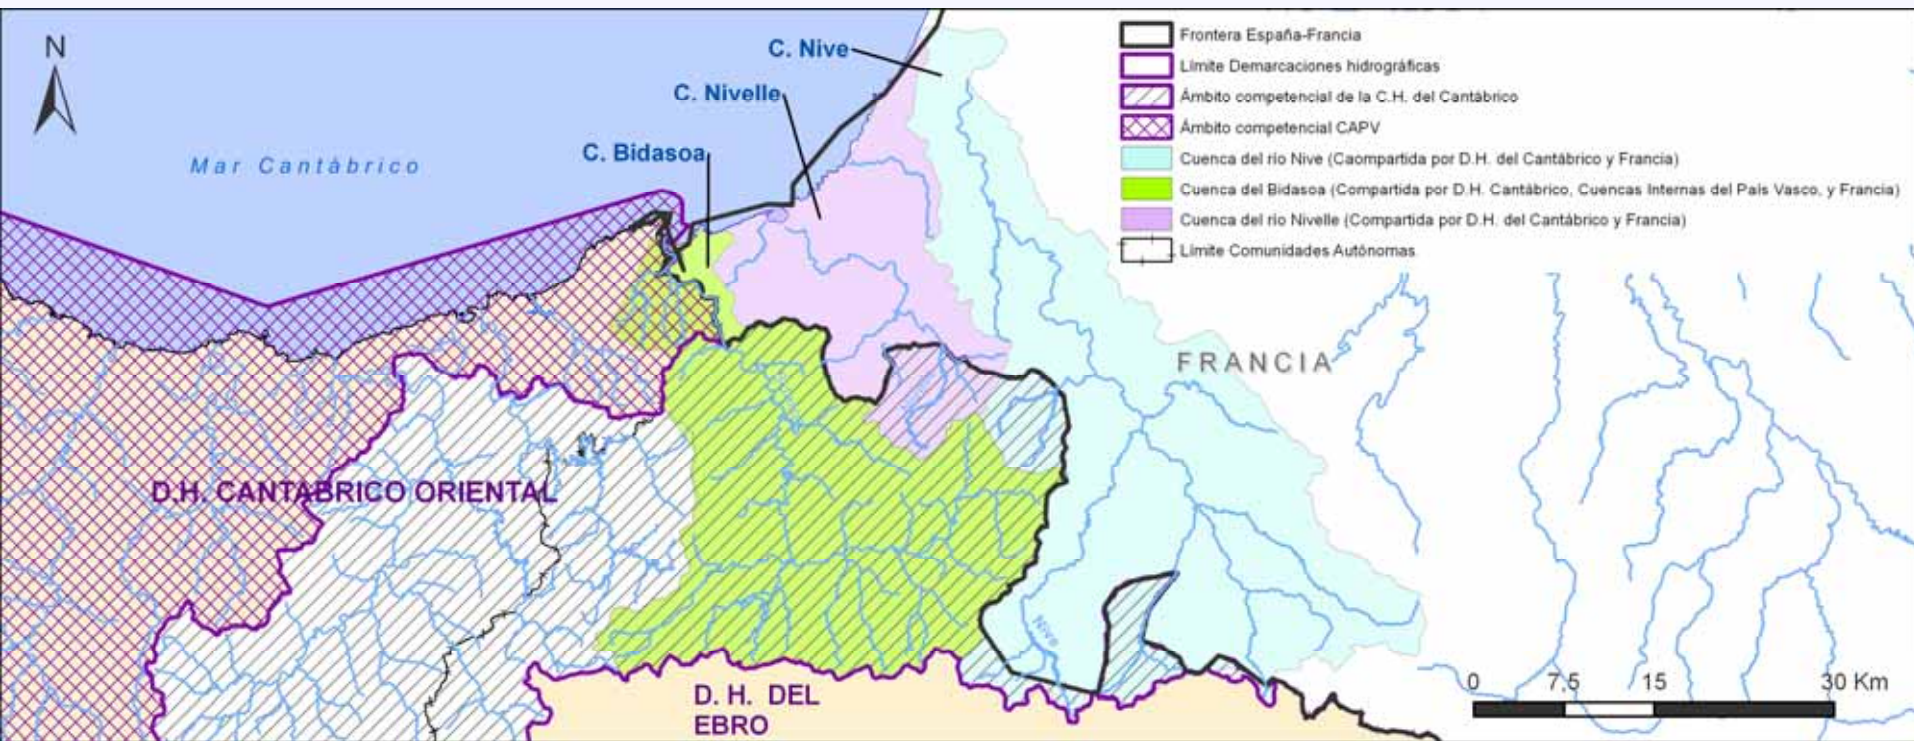 N
C. Nive
C. Nivelle
C. Bidasoa
Mar Cantábrico
Frontera España-Francia
Límite Demarcaciones hidrográficas
Ámbito competencial de la C.H. del Cantábrico
Ámbito competencial CAPV
Cuenca del río Nive (Caompartida por D.H. del Cantábrico y Francia)
Cuenca del Bidasoa (Compartida por D.H. Cantábrico, Cuencas Internas del País Vasco, y Francia)
Cuenca del río Nivelle (Compartida por D.H. del Cantábrico y Francia)
Límite Comunidades Autónomas
FRANCIA
D.H. CANTABRICO ORIENTAL
Nive
D. H. DEL
EBRO
0 7,5 15 30 Km